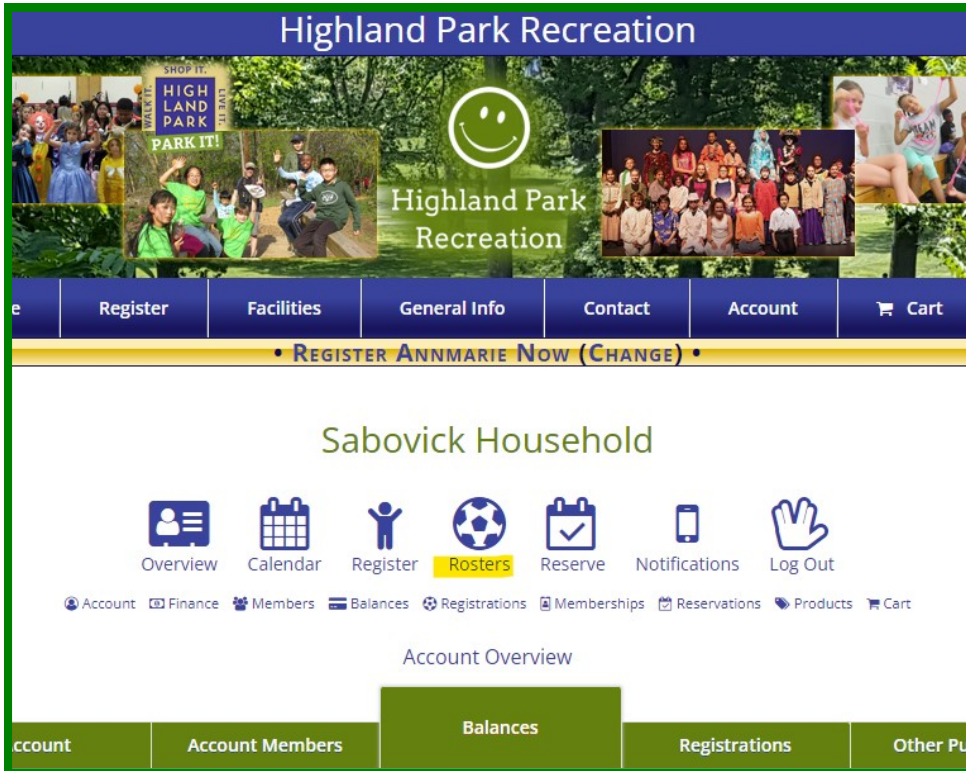 Highland Park Recreation
SHOP IT.
WALK IT.
HIGH
LAND
PARK
LIVE IT.
PARK IT!
Highland Park
Recreation
e
Register
Facilities
General Info
Contact
Account
Cart
• REGISTER ANNMARIE NOW (CHANGE) •
Sabovick Household
Overview
Calendar
Register
Rosters
Reserve
Notifications
Log Out
Account
Finance
Members
Balances
Registrations
Memberships
Reservations
Products
Cart
Account Overview
ccount
Account Members
Balances
Registrations
Other Pu